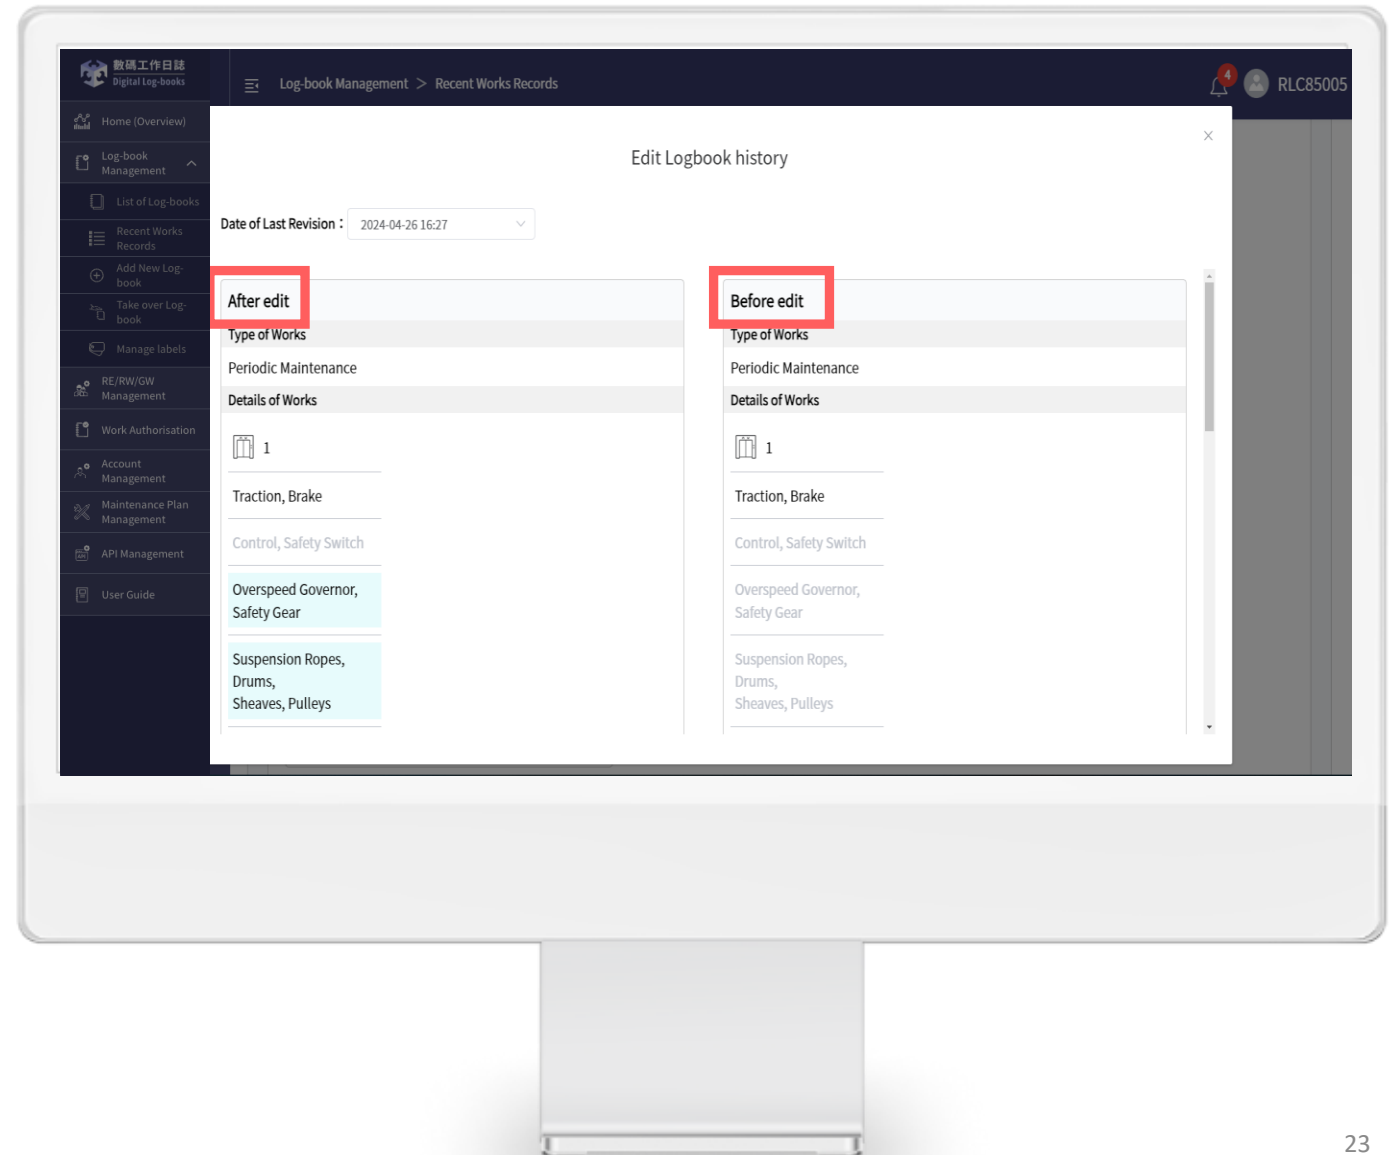 數碼工作日誌
Digital Log-books
Log-book Management > Recent Works Records
4
RLC85005
Home (Overview)
Log-book
Management
List of Log-books
Recent Works
Records
Add New Log-
book
Take over Log-
book
Manage labels
RE/RW/GW
Management
Work Authorisation
Account
Management
Maintenance Plan
Management
API Management
User Guide
Edit Logbook history
Date of Last Revision：
2024-04-26 16:27
After edit
Type of Works
Periodic Maintenance
Details of Works
1
Traction, Brake
Control, Safety Switch
Overspeed Governor,
Safety Gear
Suspension Ropes,
Drums,
Sheaves, Pulleys
Before edit
Type of Works
Periodic Maintenance
Details of Works
1
Traction, Brake
Control, Safety Switch
Overspeed Governor,
Safety Gear
Suspension Ropes,
Drums,
Sheaves, Pulleys
23